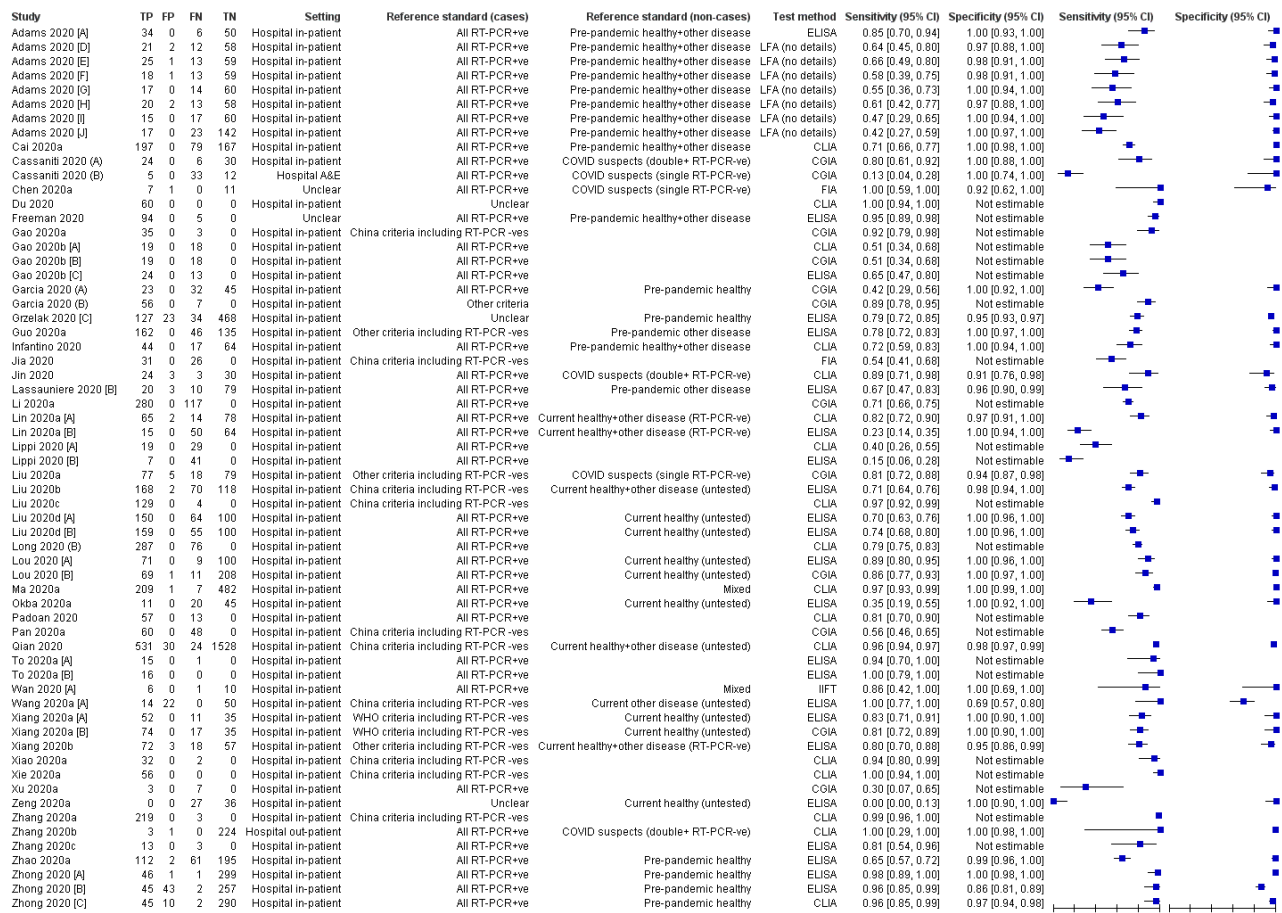 Study TP FP FN TN Setting Reference standard (cases) Reference standard (non-cases) Test method Sensitivity (95% CI) Specificity (95% CI) Sensitivity (95% CI) Specificity (95% CI)
Adams 2020 [A] 34 0 6 50 Hospital in-patient All RT-PCR+ve Pre-pandemic healthy+other disease ELISA 0.85 [0.70, 0.94] 1.00 [0.93, 1.00]
Adams 2020 [D] 21 2 12 58 Hospital in-patient All RT-PCR+ve Pre-pandemic healthy+other disease LFA (no details) 0.64 [0.45, 0.80] 0.97 [0.88, 1.00]
Adams 2020 [E] 25 1 13 59 Hospital in-patient All RT-PCR+ve Pre-pandemic healthy+other disease LFA (no details) 0.66 [0.49, 0.80] 0.98 [0.91, 1.00]
Adams 2020 [F] 18 1 13 59 Hospital in-patient All RT-PCR+ve Pre-pandemic healthy+other disease LFA (no details) 0.58 [0.39, 0.75] 0.98 [0.91, 1.00]
Adams 2020 [G] 17 0 14 60 Hospital in-patient All RT-PCR+ve Pre-pandemic healthy+other disease LFA (no details) 0.55 [0.36, 0.73] 1.00 [0.94, 1.00]
Adams 2020 [H] 20 2 13 58 Hospital in-patient All RT-PCR+ve Pre-pandemic healthy+other disease LFA (no details) 0.61 [0.42, 0.77] 0.97 [0.88, 1.00]
Adams 2020 [I] 15 0 17 60 Hospital in-patient All RT-PCR+ve Pre-pandemic healthy+other disease LFA (no details) 0.47 [0.29, 0.65] 1.00 [0.94, 1.00]
Adams 2020 [J] 17 0 23 142 Hospital in-patient All RT-PCR+ve Pre-pandemic healthy+other disease LFA (no details) 0.42 [0.27, 0.59] 1.00 [0.97, 1.00]
Cai 2020a 197 0 79 167 Hospital in-patient All RT-PCR+ve Pre-pandemic healthy+other disease CLIA 0.71 [0.66, 0.77] 1.00 [0.98, 1.00]
Cassaniti 2020 (A) 24 0 6 30 Hospital in-patient All RT-PCR+ve COVID suspects (double+ RT-PCR-ve) CGIA 0.80 [0.61, 0.92] 1.00 [0.88, 1.00]
Cassaniti 2020 (B) 5 0 33 12 Hospital A&E All RT-PCR+ve COVID suspects (single RT-PCR-ve) CGIA 0.13 [0.04, 0.28] 1.00 [0.74, 1.00]
Chen 2020a 7 1 0 11 Unclear All RT-PCR+ve COVID suspects (single RT-PCR-ve) FIA 1.00 [0.59, 1.00] 0.92 [0.62, 1.00]
Du 2020 60 0 0 0 Hospital in-patient Unclear CLIA 1.00 [0.94, 1.00] Not estimable
Freeman 2020 94 0 5 0 Unclear All RT-PCR+ve Pre-pandemic healthy+other disease ELISA 0.95 [0.89, 0.98] Not estimable
Gao 2020a 35 0 3 0 Hospital in-patient China criteria including RT-PCR -ves CGIA 0.92 [0.79, 0.98] Not estimable
Gao 2020b [A] 19 0 18 0 Hospital in-patient All RT-PCR+ve CLIA 0.51 [0.34, 0.68] Not estimable
Gao 2020b [B] 19 0 18 0 Hospital in-patient All RT-PCR+ve CGIA 0.51 [0.34, 0.68] Not estimable
Gao 2020b [C] 24 0 13 0 Hospital in-patient All RT-PCR+ve ELISA 0.65 [0.47, 0.80] Not estimable
Garcia 2020 (A) 23 0 32 45 Hospital in-patient All RT-PCR+ve Pre-pandemic healthy CGIA 0.42 [0.29, 0.56] 1.00 [0.92, 1.00]
Garcia 2020 (B) 56 0 7 0 Hospital in-patient Other criteria CGIA 0.89 [0.78, 0.95] Not estimable
Grzelak 2020 [C] 127 23 34 468 Hospital in-patient Unclear Pre-pandemic healthy ELISA 0.79 [0.72, 0.85] 0.95 [0.93, 0.97]
Guo 2020a 162 0 46 135 Hospital in-patient Other criteria including RT-PCR -ves Pre-pandemic other disease ELISA 0.78 [0.72, 0.83] 1.00 [0.97, 1.00]
Infantino 2020 44 0 17 64 Hospital in-patient All RT-PCR+ve Pre-pandemic healthy+other disease CLIA 0.72 [0.59, 0.83] 1.00 [0.94, 1.00]
Jia 2020 31 0 26 0 Hospital in-patient China criteria including RT-PCR -ves FIA 0.54 [0.41, 0.68] Not estimable
Jin 2020 24 3 3 30 Hospital in-patient All RT-PCR+ve COVID suspects (double+ RT-PCR-ve) CLIA 0.89 [0.71, 0.98] 0.91 [0.76, 0.98]
Lassauniere 2020 [B] 20 3 10 79 Hospital in-patient All RT-PCR+ve Pre-pandemic other disease ELISA 0.67 [0.47, 0.83] 0.96 [0.90, 0.99]
Li 2020a 280 0 117 0 Hospital in-patient All RT-PCR+ve CGIA 0.71 [0.66, 0.75] Not estimable
Lin 2020a [A] 65 2 14 78 Hospital in-patient All RT-PCR+ve Current healthy+other disease (RT-PCR-ve) CLIA 0.82 [0.72, 0.90] 0.97 [0.91, 1.00]
Lin 2020a [B] 15 0 50 64 Hospital in-patient All RT-PCR+ve Current healthy+other disease (RT-PCR-ve) ELISA 0.23 [0.14, 0.35] 1.00 [0.94, 1.00]
Lippi 2020 [A] 19 0 29 0 Hospital in-patient All RT-PCR+ve CLIA 0.40 [0.26, 0.55] Not estimable
Lippi 2020 [B] 7 0 41 0 Hospital in-patient All RT-PCR+ve ELISA 0.15 [0.06, 0.28] Not estimable
Liu 2020a 77 5 18 79 Hospital in-patient Other criteria including RT-PCR -ves COVID suspects (single RT-PCR-ve) CGIA 0.81 [0.72, 0.88] 0.94 [0.87, 0.98]
Liu 2020b 168 2 70 118 Hospital in-patient China criteria including RT-PCR -ves Current healthy+other disease (untested) ELISA 0.71 [0.64, 0.76] 0.98 [0.94, 1.00]
Liu 2020c 129 0 4 0 Hospital in-patient China criteria including RT-PCR -ves CGIA 0.97 [0.92, 0.99] Not estimable
Liu 2020d [A] 150 0 64 100 Hospital in-patient All RT-PCR+ve Current healthy (untested) ELISA 0.70 [0.63, 0.76] 1.00 [0.96, 1.00]
Liu 2020d [B] 159 0 55 100 Hospital in-patient All RT-PCR+ve Current healthy (untested) ELISA 0.74 [0.68, 0.80] 1.00 [0.96, 1.00]
Long 2020 (B) 287 0 76 0 Hospital in-patient All RT-PCR+ve CLIA 0.79 [0.75, 0.83] Not estimable
Lou 2020 [A] 71 0 9 100 Hospital in-patient All RT-PCR+ve Current healthy (untested) ELISA 0.89 [0.80, 0.95] 1.00 [0.96, 1.00]
Lou 2020 [B] 69 1 11 208 Hospital in-patient All RT-PCR+ve Current healthy (untested) CGIA 0.86 [0.77, 0.93] 1.00 [0.97, 1.00]
Ma 2020a 209 1 7 482 Hospital in-patient All RT-PCR+ve Mixed CLIA 0.97 [0.93, 0.99] 1.00 [0.99, 1.00]
Okba 2020a 11 0 20 45 Hospital in-patient All RT-PCR+ve Current healthy (untested) ELISA 0.35 [0.19, 0.55] 1.00 [0.92, 1.00]
Padoan 2020 57 0 13 0 Hospital in-patient All RT-PCR+ve CLIA 0.81 [0.70, 0.90] Not estimable
Pan 2020a 60 0 48 0 Hospital in-patient China criteria including RT-PCR -ves CGIA 0.56 [0.46, 0.65] Not estimable
Qian 2020 531 30 24 1528 Hospital in-patient China criteria including RT-PCR -ves Current healthy+other disease (untested) CLIA 0.96 [0.94, 0.97] 0.98 [0.97, 0.99]
To 2020a [A] 15 0 1 0 Hospital in-patient All RT-PCR+ve ELISA 0.94 [0.70, 1.00] Not estimable
To 2020a [B] 16 0 0 0 Hospital in-patient All RT-PCR+ve ELISA 1.00 [0.79, 1.00] Not estimable
Wan 2020 [A] 6 0 1 10 Hospital in-patient All RT-PCR+ve Mixed IIFT 0.86 [0.42, 1.00] 1.00 [0.69, 1.00]
Wang 2020a [A] 14 22 0 50 Hospital in-patient China criteria including RT-PCR -ves Current other disease (untested) ELISA 1.00 [0.77, 1.00] 0.69 [0.57, 0.80]
Xiang 2020a [A] 52 0 11 35 Hospital in-patient WHO criteria including RT-PCR -ves Current healthy (untested) ELISA 0.83 [0.71, 0.91] 1.00 [0.90, 1.00]
Xiang 2020a [B] 74 0 17 35 Hospital in-patient WHO criteria including RT-PCR -ves Current healthy (untested) CGIA 0.81 [0.72, 0.89] 1.00 [0.90, 1.00]
Xiang 2020b 72 3 18 57 Hospital in-patient Other criteria including RT-PCR -ves Current healthy+other disease (RT-PCR-ve) ELISA 0.80 [0.70, 0.88] 0.95 [0.86, 0.99]
Xiao 2020a 32 0 2 0 Hospital in-patient China criteria including RT-PCR -ves CLIA 0.94 [0.80, 0.99] Not estimable
Xie 2020a 56 0 0 0 Hospital in-patient China criteria including RT-PCR -ves CLIA 1.00 [0.94, 1.00] Not estimable
Xu 2020a 3 0 7 0 Hospital in-patient All RT-PCR+ve CGIA 0.30 [0.07, 0.65] Not estimable
Zeng 2020a 0 0 27 36 Hospital in-patient Unclear Current healthy (untested) ELISA 0.00 [0.00, 0.13] 1.00 [0.90, 1.00]
Zhang 2020a 219 0 3 0 Hospital in-patient China criteria including RT-PCR -ves CLIA 0.99 [0.96, 1.00] Not estimable
Zhang 2020b 3 1 0 224 Hospital out-patient All RT-PCR+ve COVID suspects (double+ RT-PCR-ve) CLIA 1.00 [0.29, 1.00] 1.00 [0.98, 1.00]
Zhang 2020c 13 0 3 0 Hospital in-patient All RT-PCR+ve ELISA 0.81 [0.54, 0.96] Not estimable
Zhao 2020a 112 2 61 195 Hospital in-patient All RT-PCR+ve Pre-pandemic healthy ELISA 0.65 [0.57, 0.72] 0.99 [0.96, 1.00]
Zhong 2020 [A] 46 1 1 299 Hospital in-patient All RT-PCR+ve Pre-pandemic healthy ELISA 0.98 [0.89, 1.00] 1.00 [0.98, 1.00]
Zhong 2020 [B] 45 43 2 257 Hospital in-patient All RT-PCR+ve Pre-pandemic healthy ELISA 0.96 [0.85, 0.99] 0.86 [0.81, 0.89]
Zhong 2020 [C] 45 10 2 290 Hospital in-patient All RT-PCR+ve Pre-pandemic healthy CLIA 0.96 [0.85, 0.99] 0.97 [0.94, 0.98]